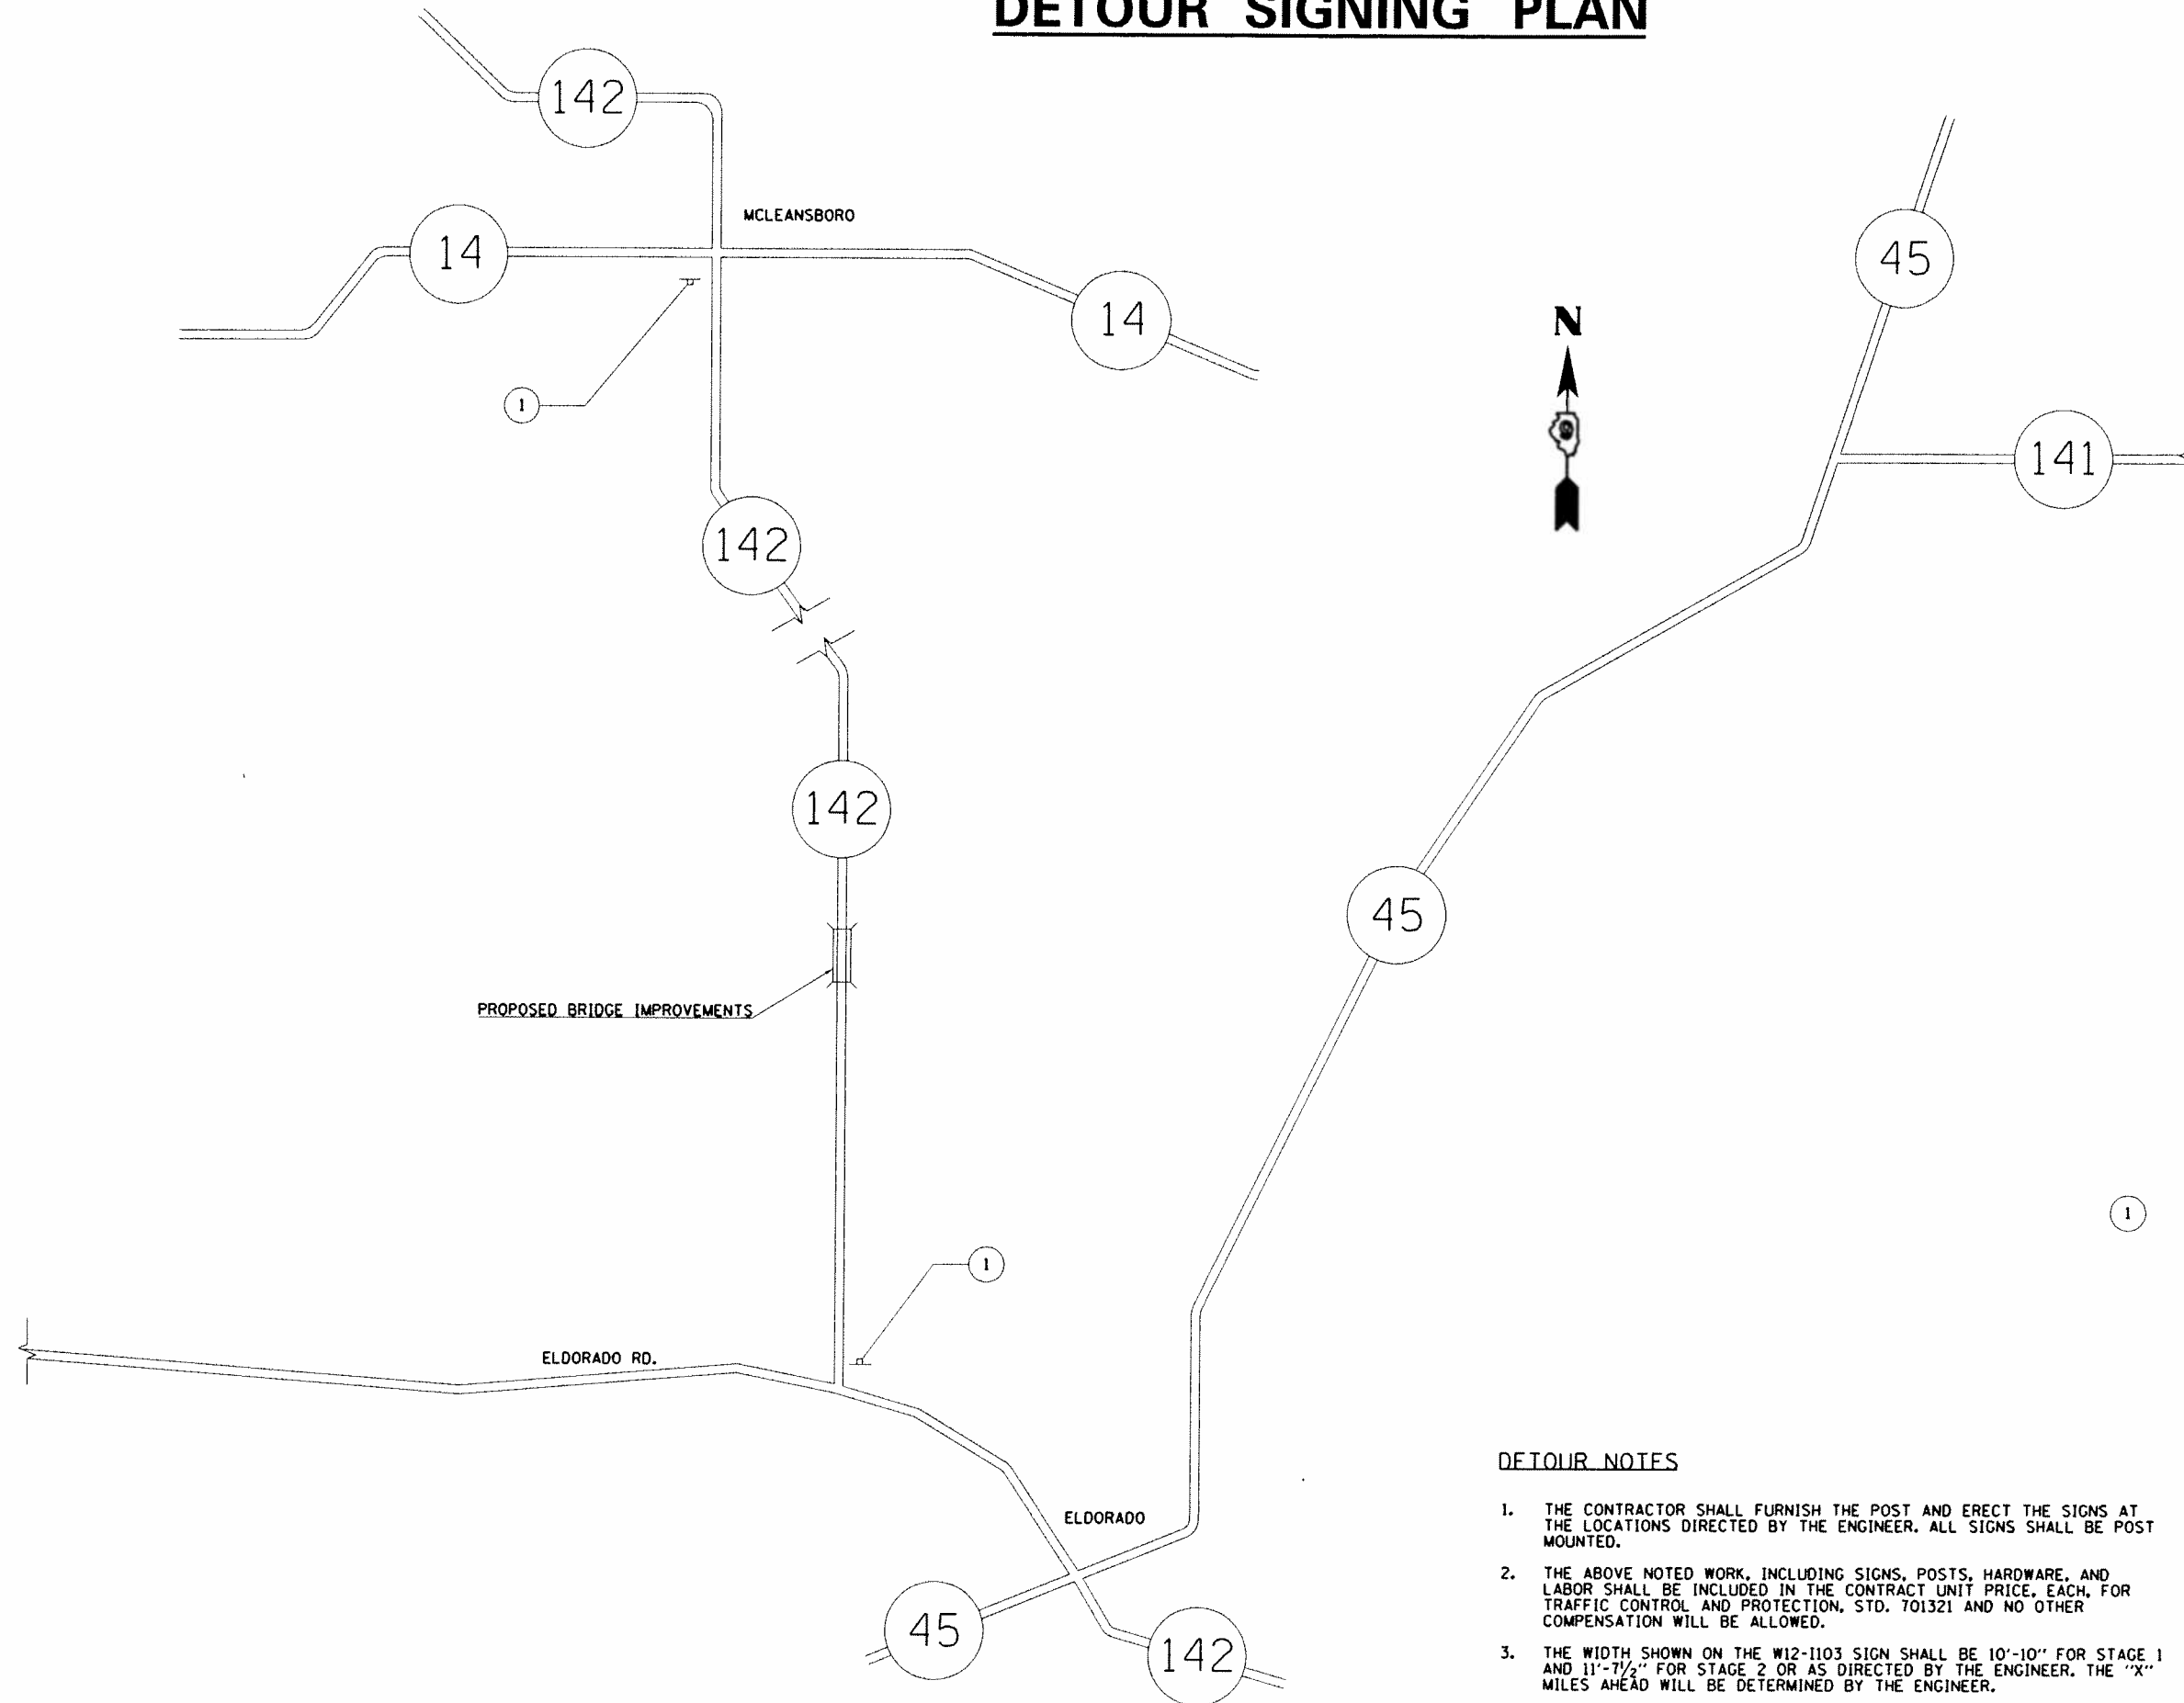 DETOUR SIGNING PLAN
142
MCLEANSBORO
14
14
45
N
1
141
142
142
45
PROPOSED BRIDGE IMPROVEMENTS
1
1
ELDORADO RD.
ELDORADO
45
142
DETOUR NOTES
1. THE CONTRACTOR SHALL FURNISH THE POST AND ERECT THE SIGNS AT
THE LOCATIONS DIRECTED BY THE ENGINEER. ALL SIGNS SHALL BE POST
MOUNTED.
2. THE ABOVE NOTED WORK, INCLUDING SIGNS, POSTS, HARDWARE, AND
LABOR SHALL BE INCLUDED IN THE CONTRACT UNIT PRICE, EACH, FOR
TRAFFIC CONTROL AND PROTECTION, STD. 701321 AND NO OTHER
COMPENSATION WILL BE ALLOWED.
3. THE WIDTH SHOWN ON THE W12-I103 SIGN SHALL BE 10'-10" FOR STAGE 1
AND 11'-7½" FOR STAGE 2 OR AS DIRECTED BY THE ENGINEER. THE "X"
MILES AHEAD WILL BE DETERMINED BY THE ENGINEER.